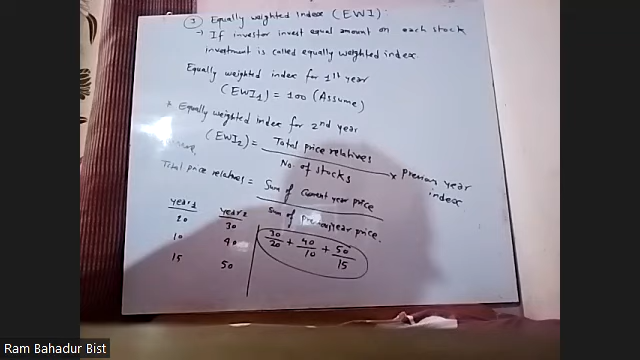 ③ Equally weighted Index (EWI):
→ If investor invest equal amount on each stock
investment is called equally weighted index
Equally weighted index for 1st year
(EWI1) = 100 (Assume)
* Equally weighted index for 2nd year
(EWI2) = Total price relatives / No. of stocks × Previous year index
Total price relatives = Sum of current year price / Sum of previous year price.
year1 year2
20 30
10 40
15 50
30/20 + 40/10 + 50/15
Ram Bahadur Bist